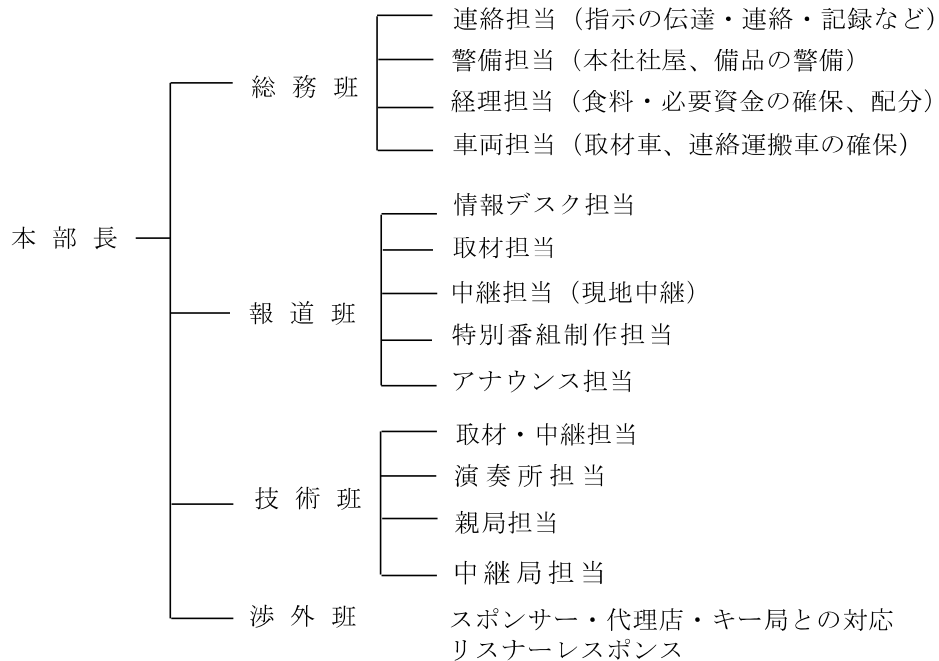 本部長
総務班
連絡担当（指示の伝達・連絡・記録など）
警備担当（本社社屋、備品の警備）
経理担当（食料・必要資金の確保、配分）
車両担当（取材車、連絡運搬車の確保）
報道班
情報デスク担当
取材担当
中継担当（現地中継）
特別番組制作担当
アナウンス担当
技術班
取材・中継担当
演奏所担当
親局担当
中継局担当
渉外班
スポンサー・代理店・キー局との対応
リスナーレスポンス